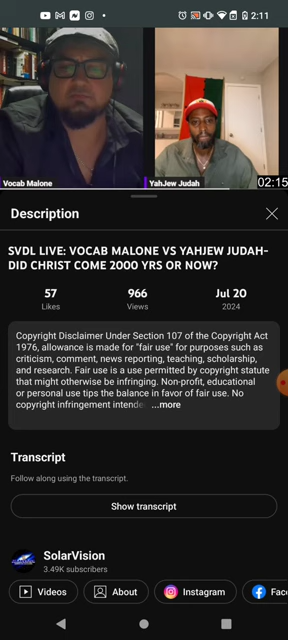 2:11
Vocab Malone
YahJew Judah
02:15
Description
SVDL LIVE: VOCAB MALONE VS YAHJEW JUDAH-
DID CHRIST COME 2000 YRS OR NOW?
57
966
Jul 20
Likes
Views
2024
Copyright Disclaimer Under Section 107 of the Copyright Act
1976, allowance is made for "fair use" for purposes such as
criticism, comment, news reporting, teaching, scholarship,
and research. Fair use is a use permitted by copyright statute
that might otherwise be infringing. Non-profit, educational
or personal use tips the balance in favor of fair use. No
copyright infringement intende ...more
Transcript
Follow along using the transcript.
Show transcript
SolarVision
3.49K subscribers
Videos
About
Instagram
Face